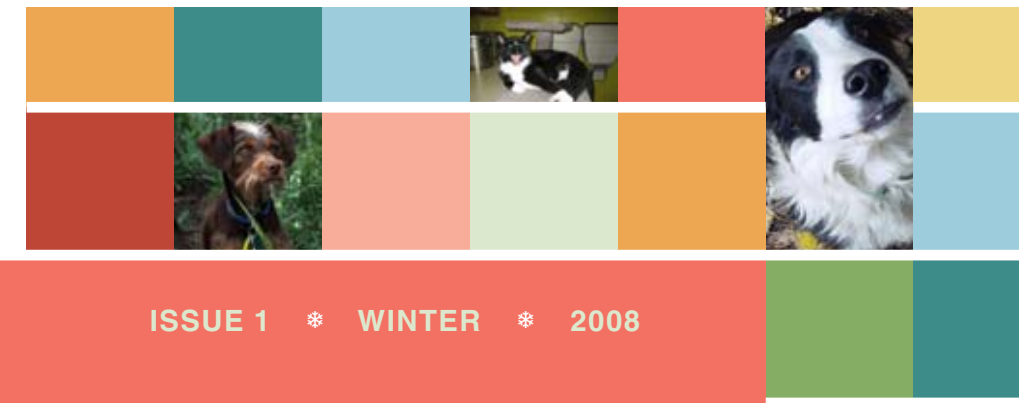 ISSUE 1 ❄ WINTER ❄ 2008